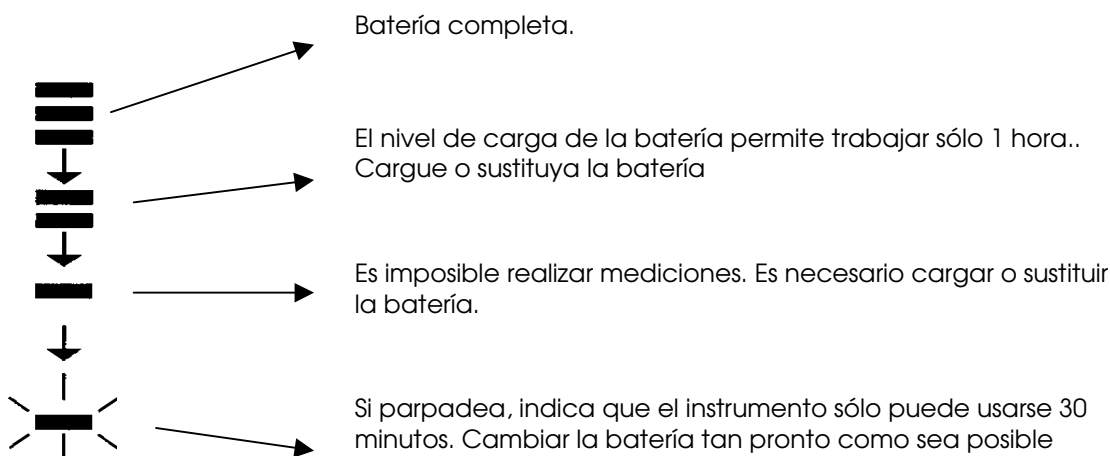 Batería completa.
El nivel de carga de la batería permite trabajar sólo 1 hora..
Cargue o sustituya la batería
Es imposible realizar mediciones. Es necesario cargar o sustituir
la batería.
Si parpadea, indica que el instrumento sólo puede usarse 30
minutos. Cambiar la batería tan pronto como sea posible